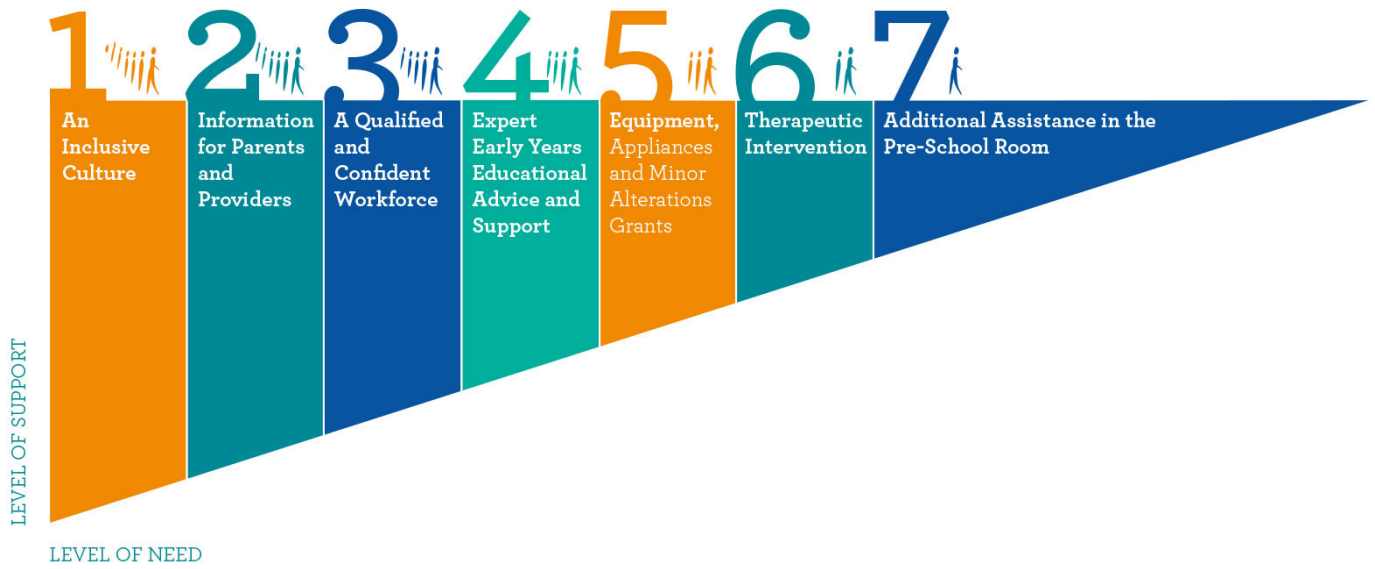 1
An
Inclusive
Culture
2
Information
for Parents
and
Providers
3
A Qualified
and
Confident
Workforce
4
Expert
Early Years
Educational
Advice and
Support
5
Equipment,
Appliances
and Minor
Alterations
Grants
6
Therapeutic
Intervention
7
Additional Assistance in the
Pre-School Room
LEVEL OF SUPPORT
LEVEL OF NEED